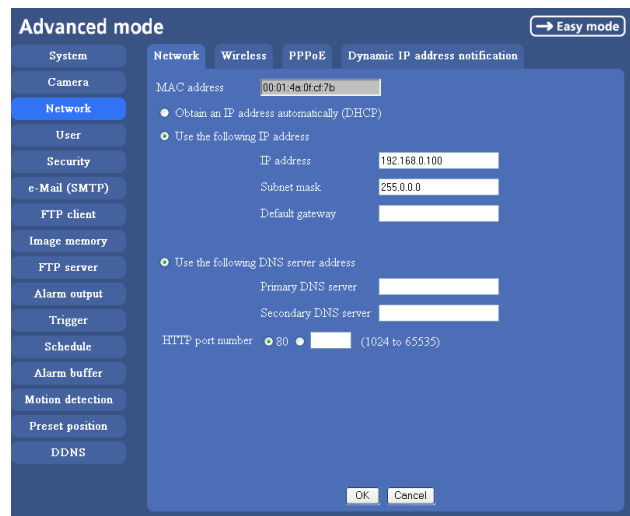 Advanced mode
→ Easy mode
System
Camera
Network
User
Security
e-Mail (SMTP)
FTP client
Image memory
FTP server
Alarm output
Trigger
Schedule
Alarm buffer
Motion detection
Preset position
DDNS
Network Wireless PPPoE Dynamic IP address notification
MAC address 00:01:4a:0f:cf:7b
Obtain an IP address automatically (DHCP)
Use the following IP address
IP address 192.168.0.100
Subnet mask 255.0.0.0
Default gateway
Use the following DNS server address
Primary DNS server
Secondary DNS server
HTTP port number 80 (1024 to 65535)
OK Cancel